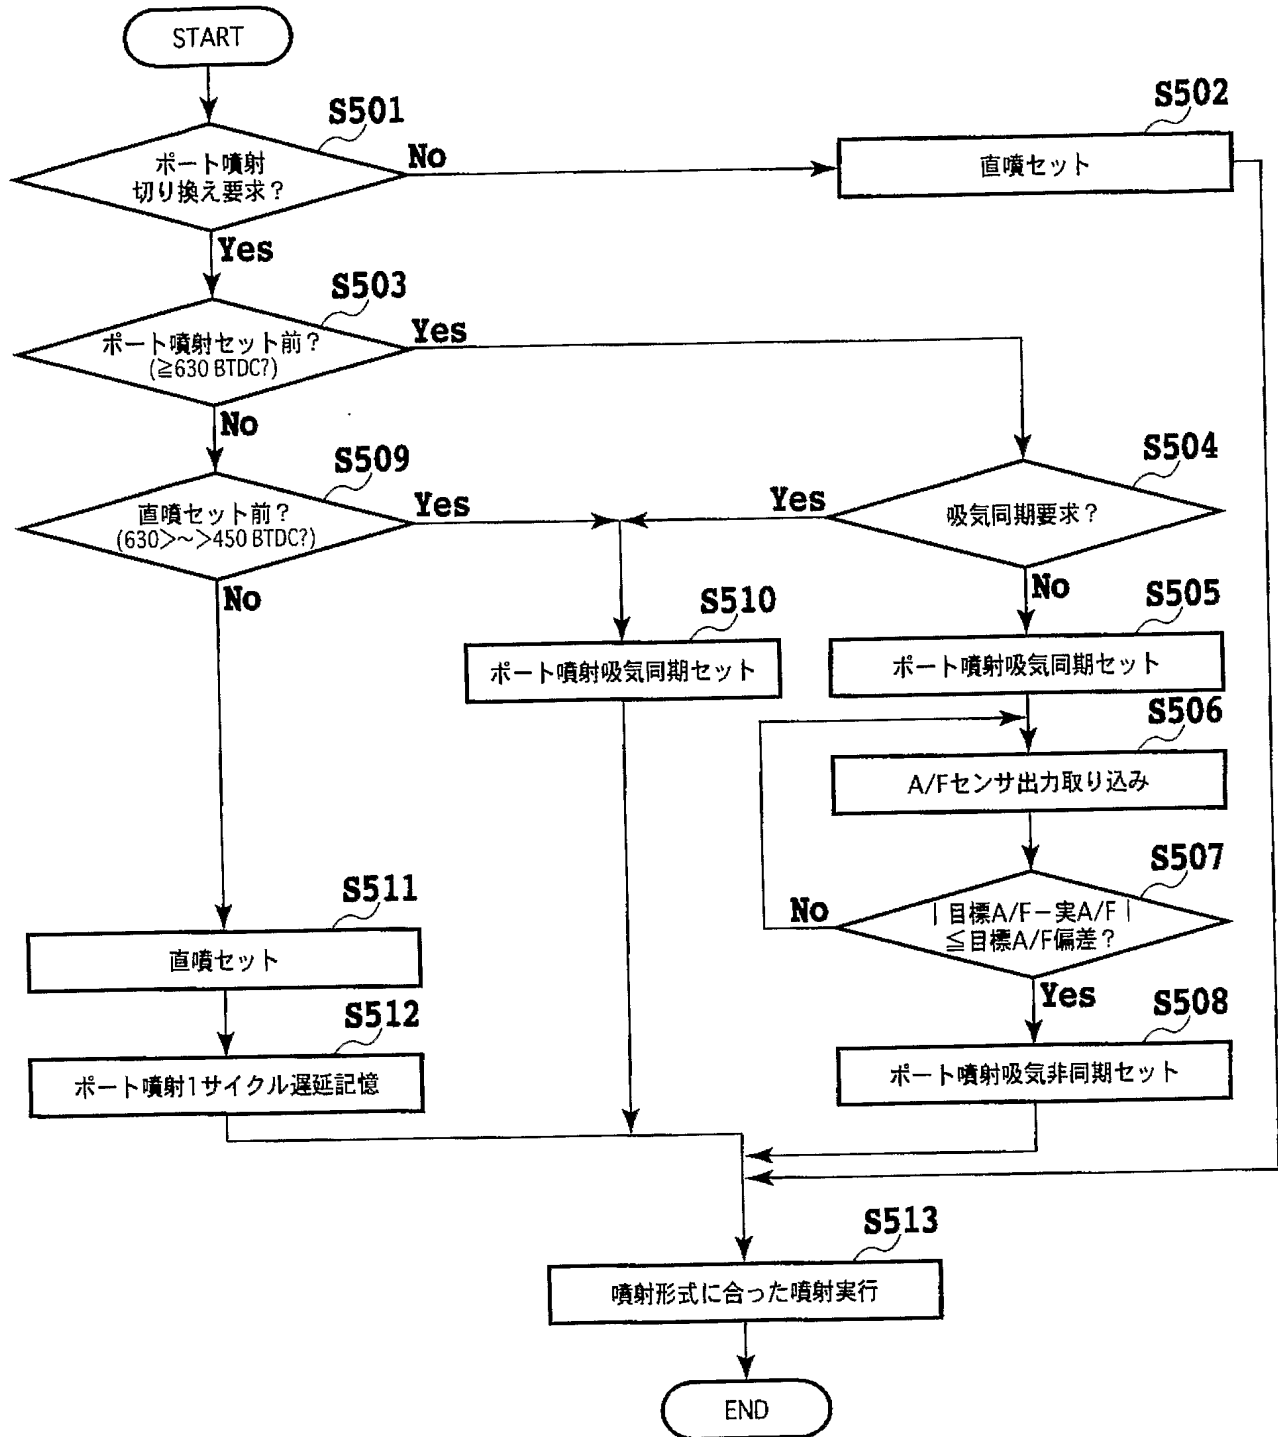 START
S501
ポート噴射
切り換え要求？
No
S502
直噴セット
Yes
S503
ポート噴射セット前？
(≧630 BTDC?)
Yes
No
S509
直噴セット前？
(630>～>450 BTDC?)
Yes
No
S504
吸気同期要求？
Yes
No
S510
ポート噴射吸気同期セット
S505
ポート噴射吸気同期セット
S506
A/Fセンサ出力取り込み
S507
｜目標A/F－実A/F｜
≦目標A/F偏差？
No
Yes
S508
ポート噴射吸気非同期セット
S511
直噴セット
S512
ポート噴射1サイクル遅延記憶
S513
噴射形式に合った噴射実行
END